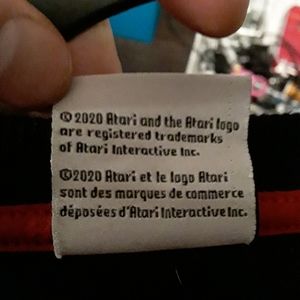 © 2020 Atari and the Atari logo
are registered trademarks
of Atari Interactive Inc.
©2020 Atari et le logo Atari
sont des marques de commerce
déposées d'Atari Interactive Inc.